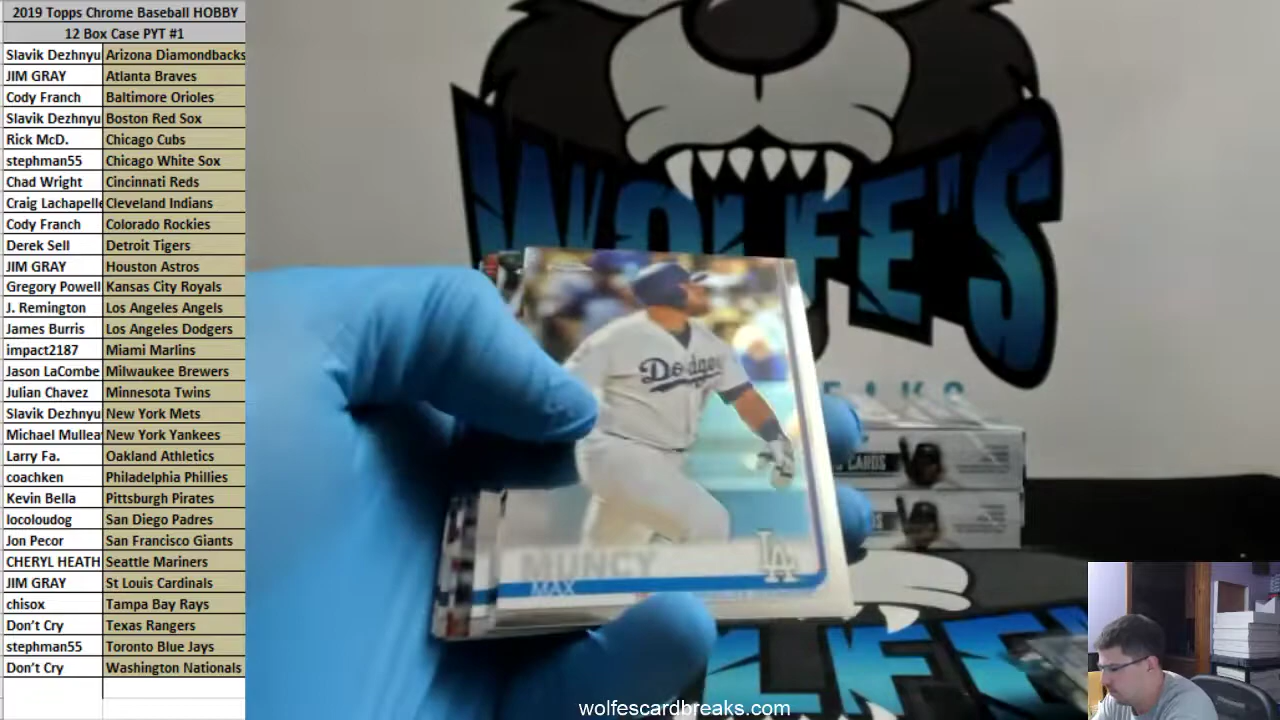 2019 Topps Chrome Baseball HOBBY
12 Box Case PYT #1
Slavik Dezhnyu Arizona Diamondbacks
JIM GRAY Atlanta Braves
Cody Franch Baltimore Orioles
Slavik Dezhnyu Boston Red Sox
Rick McD. Chicago Cubs
stephman55 Chicago White Sox
Chad Wright Cincinnati Reds
Craig Lachapelle Cleveland Indians
Cody Franch Colorado Rockies
Derek Sell Detroit Tigers
JIM GRAY Houston Astros
Gregory Powell Kansas City Royals
J. Remington Los Angeles Angels
James Burris Los Angeles Dodgers
impact2187 Miami Marlins
Jason LaCombe Milwaukee Brewers
Julian Chavez Minnesota Twins
Slavik Dezhnyu New York Mets
Michael Mullea New York Yankees
Larry Fa. Oakland Athletics
coachken Philadelphia Phillies
Kevin Bella Pittsburgh Pirates
locoloudog San Diego Padres
Jon Pecor San Francisco Giants
CHERYL HEATH Seattle Mariners
JIM GRAY St Louis Cardinals
chisox Tampa Bay Rays
Don't Cry Texas Rangers
stephman55 Toronto Blue Jays
Don't Cry Washington Nationals
WOLFE'S
Dodgers
MUNCY
MAX
LA
CARDS
wolfescardbreaks.com